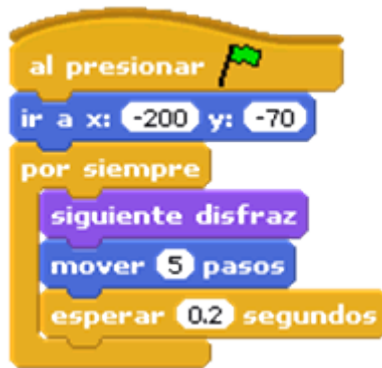 al presionar
ir a x: -200 y: -70
por siempre
siguiente disfraz
mover 5 pasos
esperar 0.2 segundos